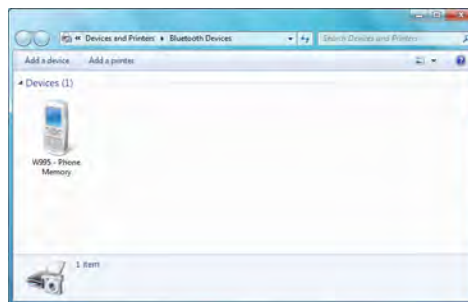 « Devices and Printers ▸ Bluetooth Devices
Search Devices and Printers
Add a device Add a printer
Devices (1)
W995 - Phone
Memory
1 item